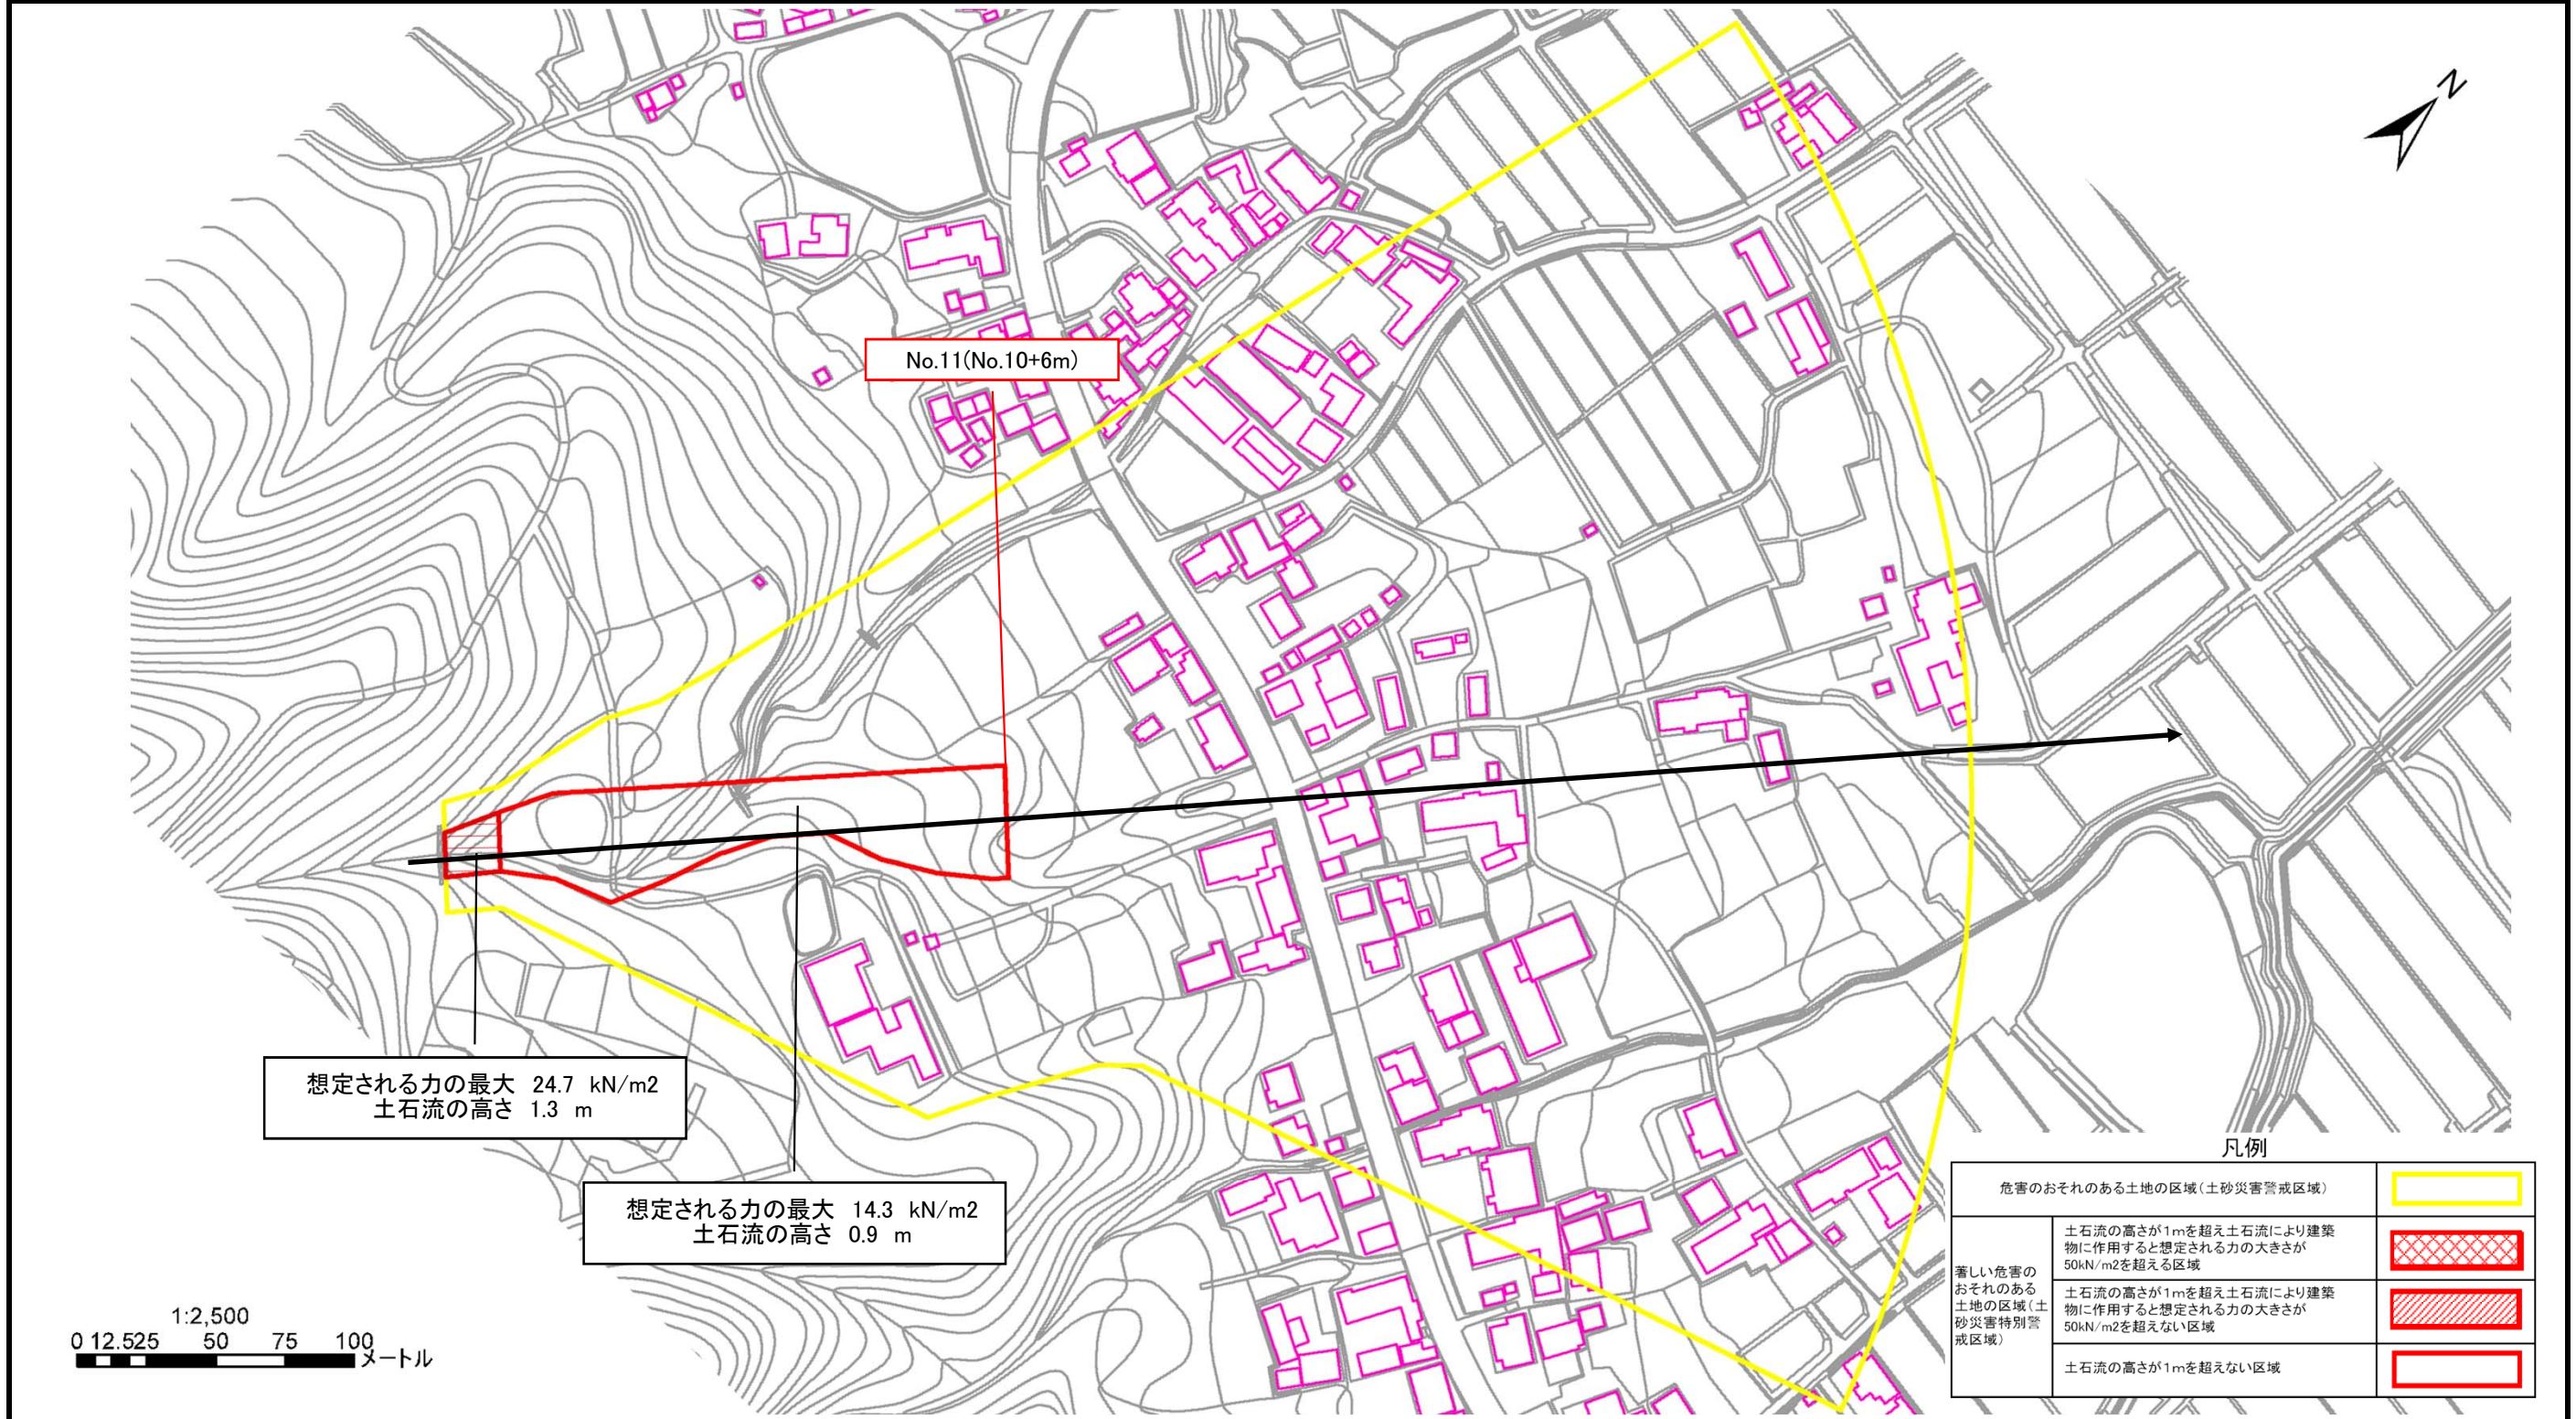 N
No.11(No.10+6m)
想定される力の最大 24.7 kN/m2
土石流の高さ 1.3 m
想定される力の最大 14.3 kN/m2
土石流の高さ 0.9 m
1:2,500
0 12.525 50 75 100
メートル
凡例
危害のおそれのある土地の区域(土砂災害警戒区域)
著しい危害の
おそれのある
土地の区域(土
砂災害特別警
戒区域)
土石流の高さが1mを超え土石流により建築
物に作用すると想定される力の大きさが
50kN/m2を超える区域
土石流の高さが1mを超え土石流により建築
物に作用すると想定される力の大きさが
50kN/m2を超えない区域
土石流の高さが1mを超えない区域